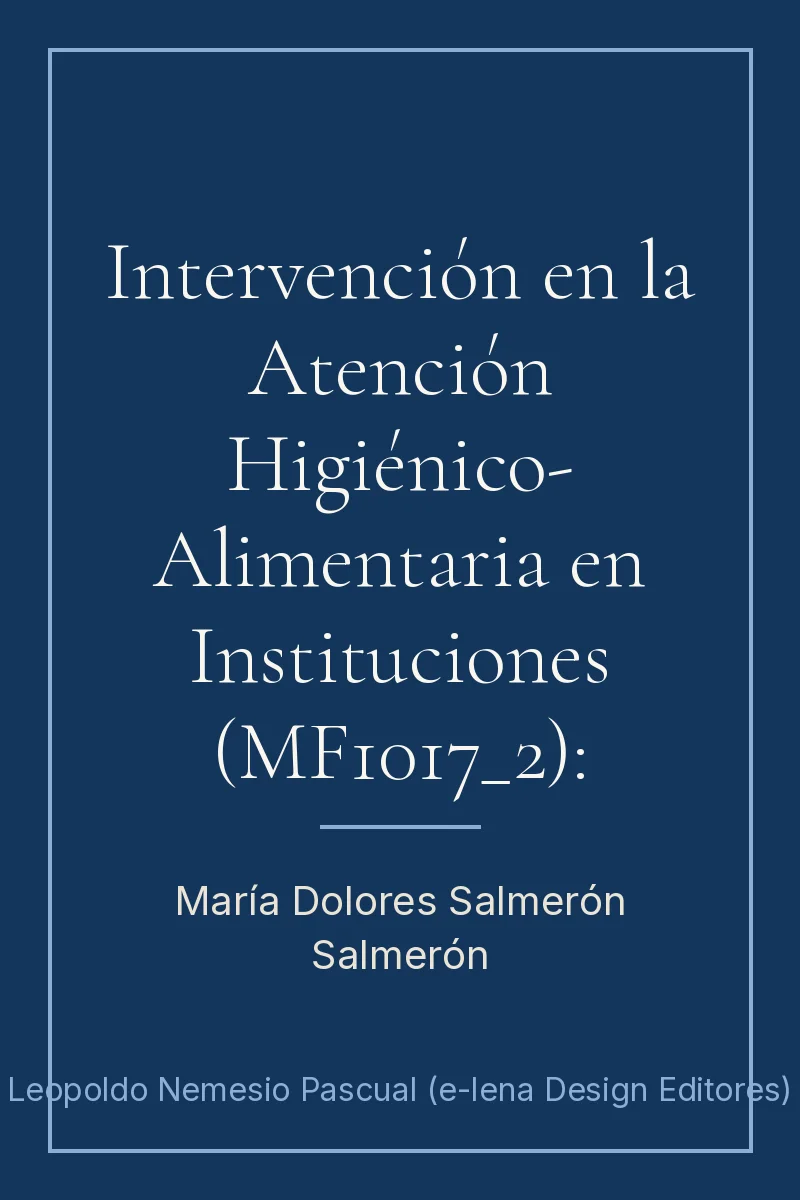 Intervención en la
Atención
Higiénico-
Alimentaria en
Instituciones
(MF1017_2):
María Dolores Salmerón
Salmerón
Leopoldo Nemesio Pascual (e-lena Design Editores)